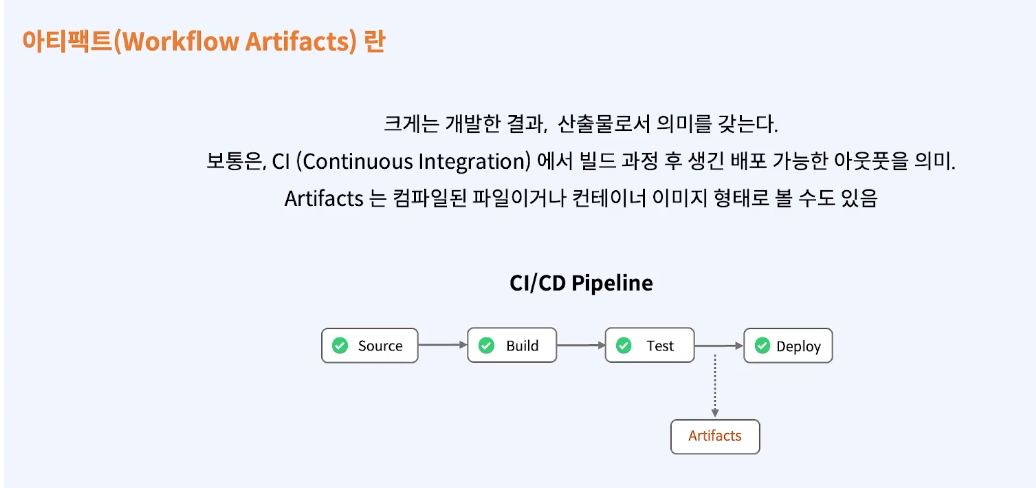 아티팩트(Workflow Artifacts) 란
크게는 개발한 결과, 산출물로서 의미를 갖는다.
보통은, CI (Continuous Integration) 에서 빌드 과정 후 생긴 배포 가능한 아웃풋을 의미.
Artifacts 는 컴파일된 파일이거나 컨테이너 이미지 형태로 볼 수도 있음
CI/CD Pipeline
Source
Build
Test
Deploy
Artifacts